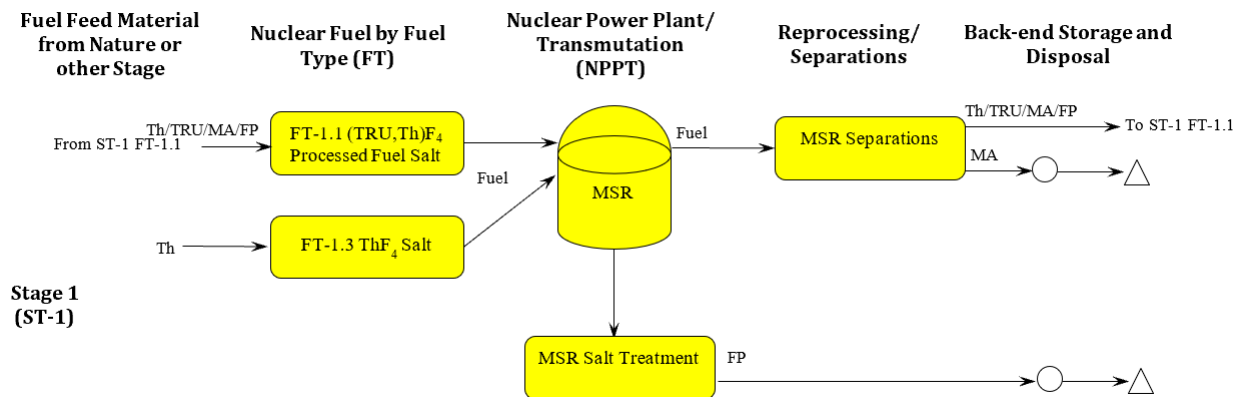 Fuel Feed Material
from Nature or
other Stage
Nuclear Fuel by Fuel
Type (FT)
Nuclear Power Plant/
Transmutation
(NPPT)
Reprocessing/
Separations
Back-end Storage and
Disposal
Th/TRU/MA/FP
From ST-1 FT-1.1
FT-1.1 (TRU,Th)F₄
Processed Fuel Salt
Fuel
MSR
Fuel
MSR Separations
Th/TRU/MA/FP
To ST-1 FT-1.1
MA
Th
FT-1.3 ThF₄ Salt
Stage 1
(ST-1)
MSR Salt Treatment
FP